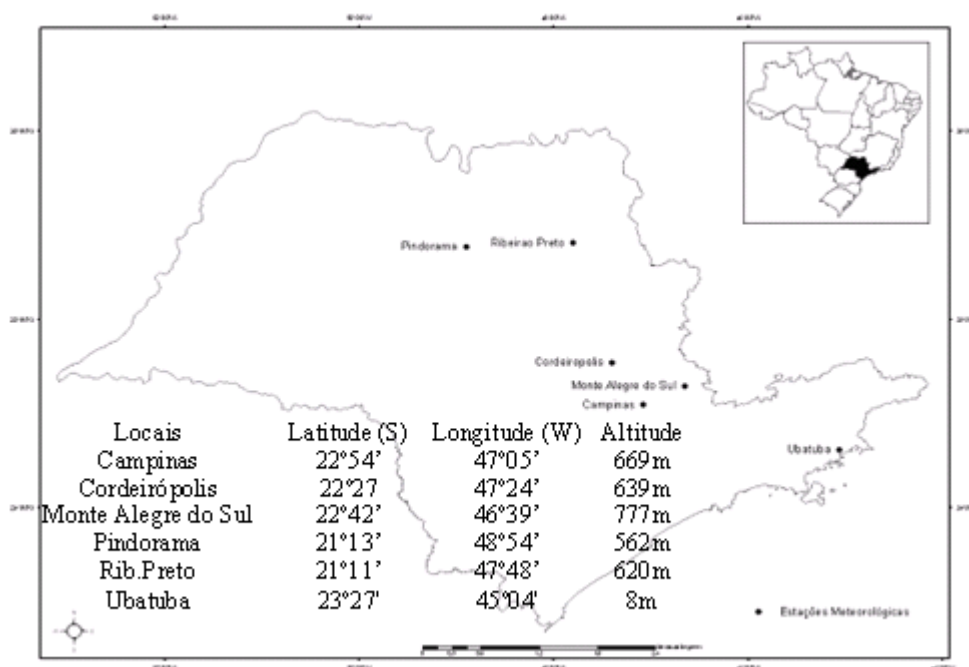 Pindorama
Ribeirao Preto
Cordeiropolis
Monte Alegre do Sul
Campinas
Ubatuba
Locais Latitude (S) Longitude (W) Altitude
Campinas 22°54' 47°05' 669m
Cordeirópolis 22°27 47°24' 639m
Monte Alegre do Sul 22°42' 46°39' 777m
Pindorama 21°13' 48°54' 562m
Rib.Preto 21°11' 47°48' 620m
Ubatuba 23°27' 45°04' 8m
Estações Meteorológicas